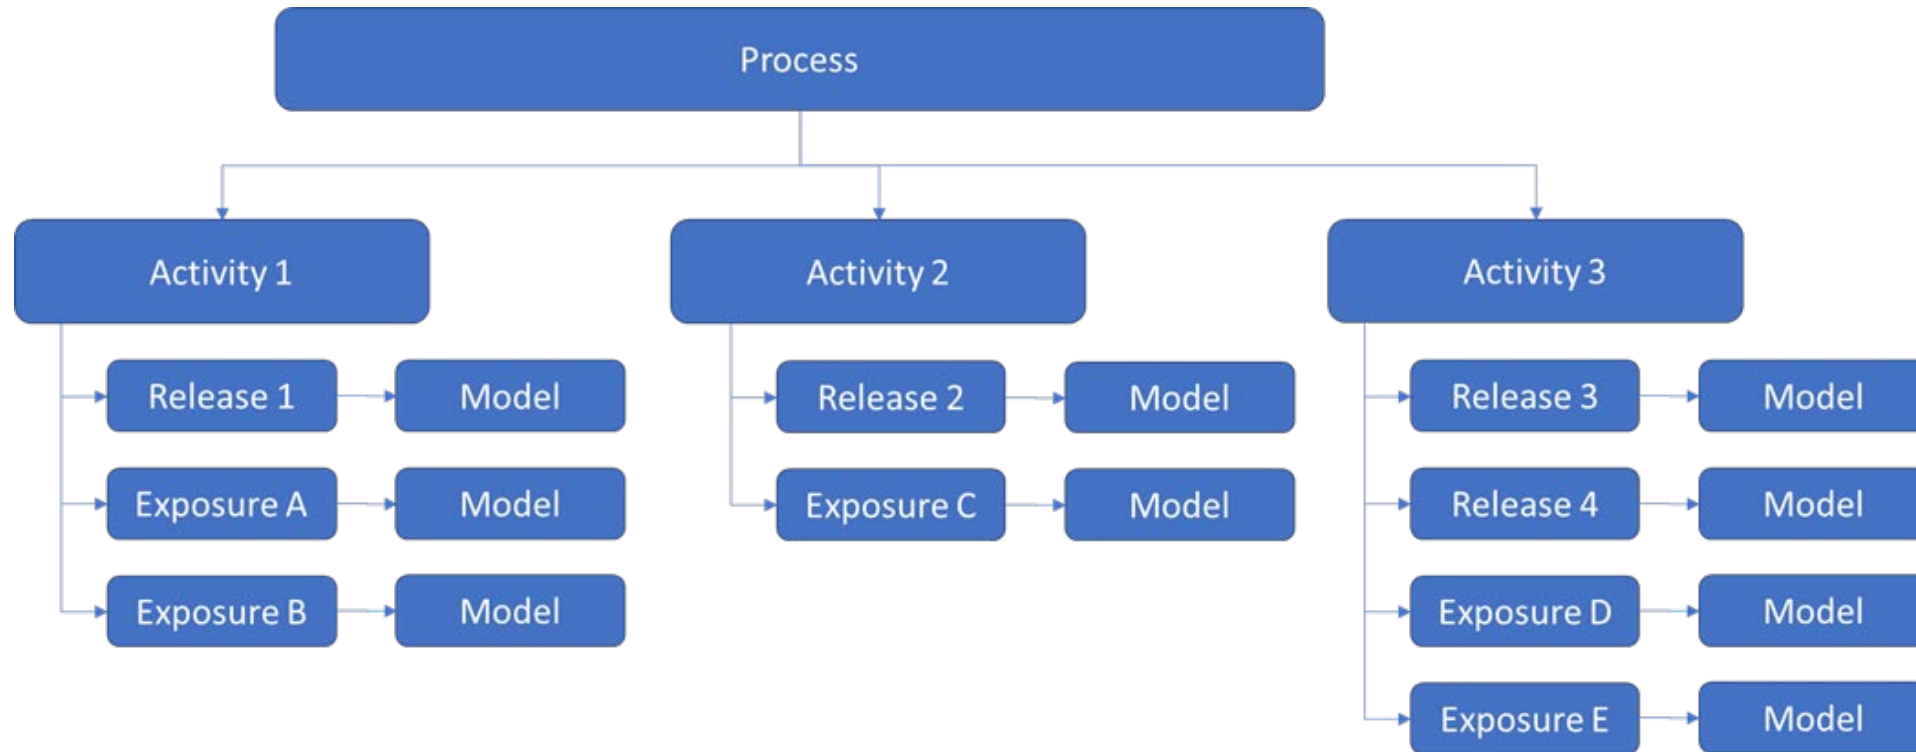 Process
Activity 1
Release 1
Model
Exposure A
Model
Exposure B
Model
Activity 2
Release 2
Model
Exposure C
Model
Activity 3
Release 3
Model
Release 4
Model
Exposure D
Model
Exposure E
Model